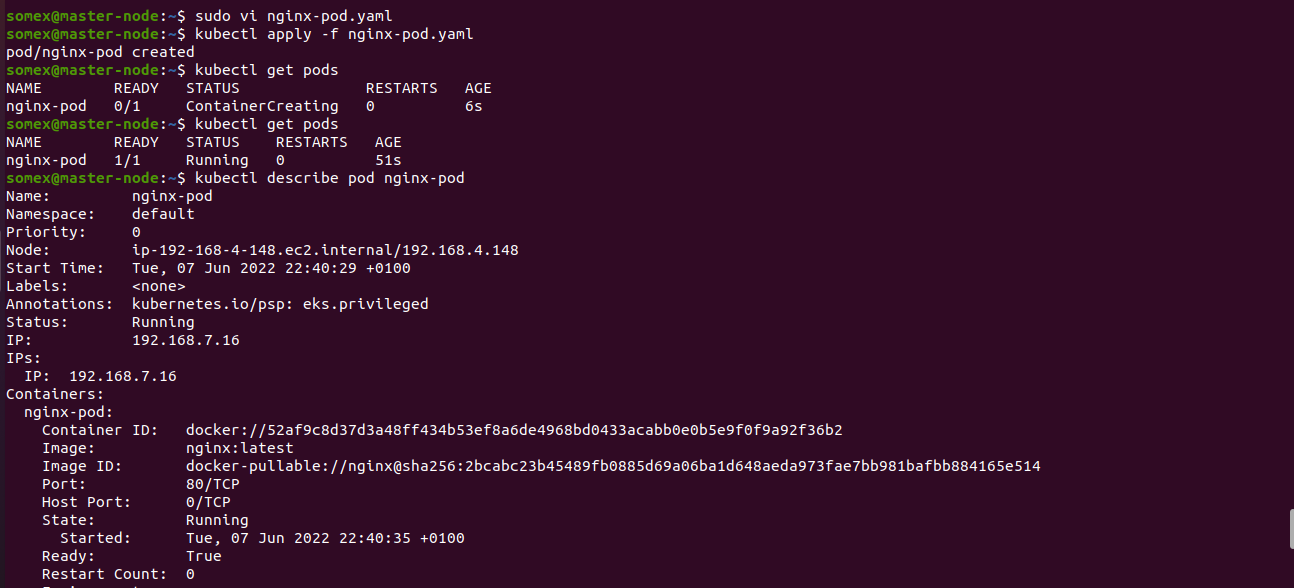 somex@master-node:~$ sudo vi nginx-pod.yaml
somex@master-node:~$ kubectl apply -f nginx-pod.yaml
pod/nginx-pod created
somex@master-node:~$ kubectl get pods
NAME        READY   STATUS              RESTARTS   AGE
nginx-pod   0/1     ContainerCreating   0          6s
somex@master-node:~$ kubectl get pods
NAME        READY   STATUS    RESTARTS   AGE
nginx-pod   1/1     Running   0          51s
somex@master-node:~$ kubectl describe pod nginx-pod
Name:         nginx-pod
Namespace:    default
Priority:     0
Node:         ip-192-168-4-148.ec2.internal/192.168.4.148
Start Time:   Tue, 07 Jun 2022 22:40:29 +0100
Labels:       <none>
Annotations:  kubernetes.io/psp: eks.privileged
Status:       Running
IP:           192.168.7.16
IPs:
  IP:  192.168.7.16
Containers:
  nginx-pod:
    Container ID:   docker://52af9c8d37d3a48ff434b53ef8a6de4968bd0433acabb0e0b5e9f0f9a92f36b2
    Image:          nginx:latest
    Image ID:       docker-pullable://nginx@sha256:2bcabc23b45489fb0885d69a06ba1d648aeda973fae7bb981bafbb884165e514
    Port:           80/TCP
    Host Port:      0/TCP
    State:          Running
      Started:      Tue, 07 Jun 2022 22:40:35 +0100
    Ready:          True
    Restart Count:  0